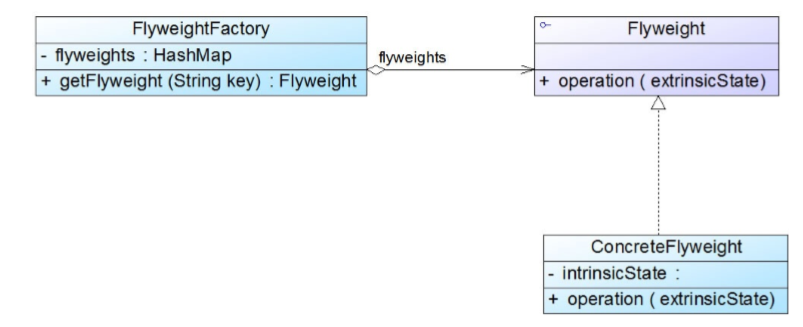 FlyweightFactory
- flyweights : HashMap
+ getFlyweight (String key) : Flyweight
flyweights
Flyweight
+ operation ( extrinsicState)
ConcreteFlyweight
- intrinsicState :
+ operation ( extrinsicState)